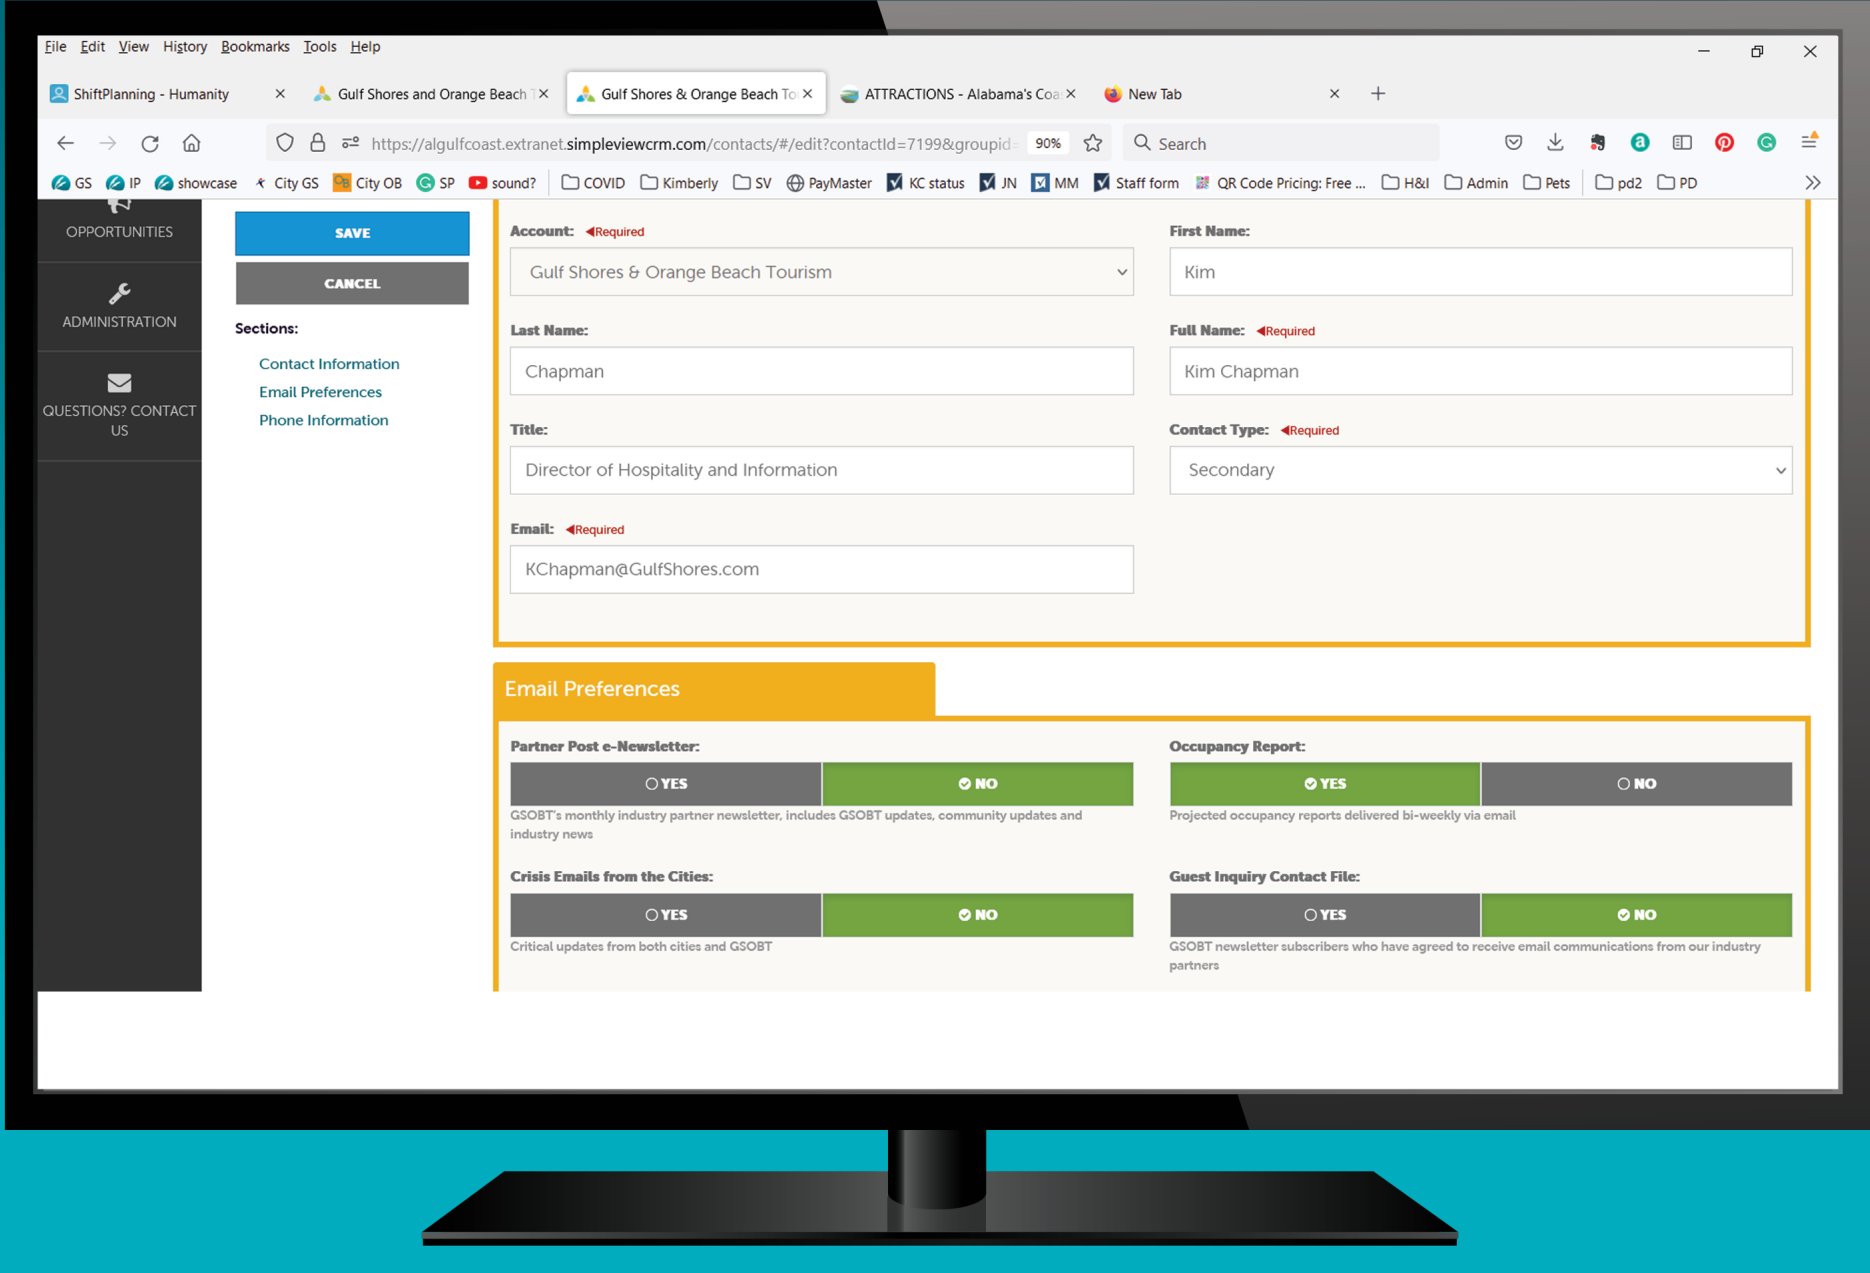 File Edit View History Bookmarks Tools Help
ShiftPlanning - Humanity
Gulf Shores and Orange Beach T
Gulf Shores & Orange Beach To
ATTRACTIONS - Alabama's Coa
New Tab
https://algulfcoast.extranet.simpleviewcrm.com/contacts/#/edit?contactId=7199&groupid= 90% Search
GS IP showcase City GS City OB SP sound? COVID Kimberly SV PayMaster KC status JN MM Staff form QR Code Pricing: Free ... H&I Admin Pets pd2 PD
OPPORTUNITIES
ADMINISTRATION
QUESTIONS? CONTACT
US
SAVE
CANCEL
Sections:
Contact Information
Email Preferences
Phone Information
Account: Required
Gulf Shores & Orange Beach Tourism
First Name:
Kim
Last Name:
Chapman
Full Name: Required
Kim Chapman
Title:
Director of Hospitality and Information
Contact Type: Required
Secondary
Email: Required
KChapman@GulfShores.com
Email Preferences
Partner Post e-Newsletter:
YES NO
GSOBT's monthly industry partner newsletter, includes GSOBT updates, community updates and
industry news
Occupancy Report:
YES NO
Projected occupancy reports delivered bi-weekly via email
Crisis Emails from the Cities:
YES NO
Critical updates from both cities and GSOBT
Guest Inquiry Contact File:
YES NO
GSOBT newsletter subscribers who have agreed to receive email communications from our industry
partners